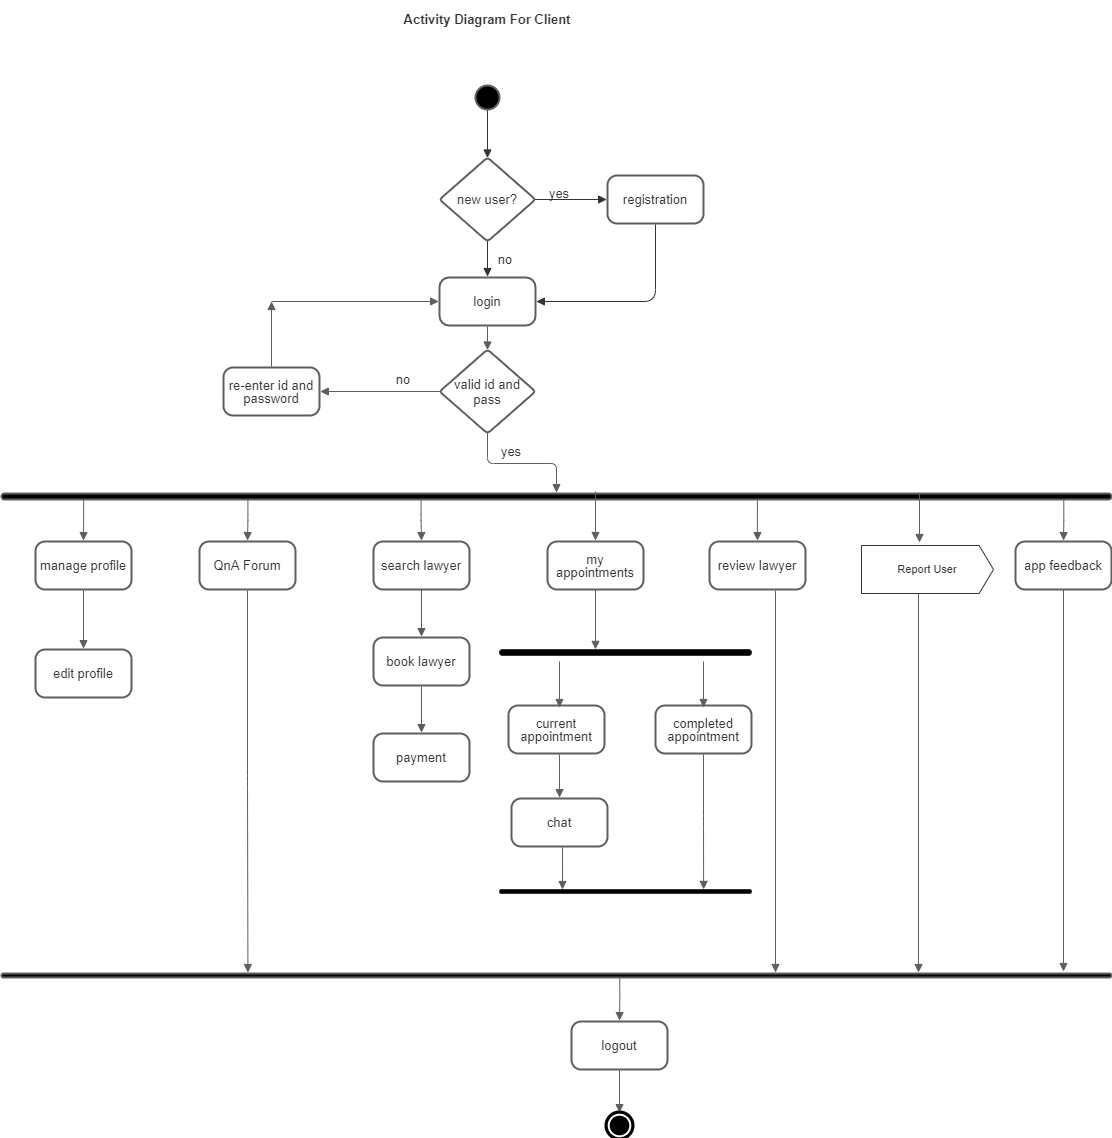 Activity Diagram For Client
new user?
yes
registration
no
login
re-enter id and
password
no
valid id and
pass
yes
manage profile
QnA Forum
search lawyer
my
appointments
review lawyer
Report User
app feedback
edit profile
book lawyer
payment
current
appointment
completed
appointment
chat
logout